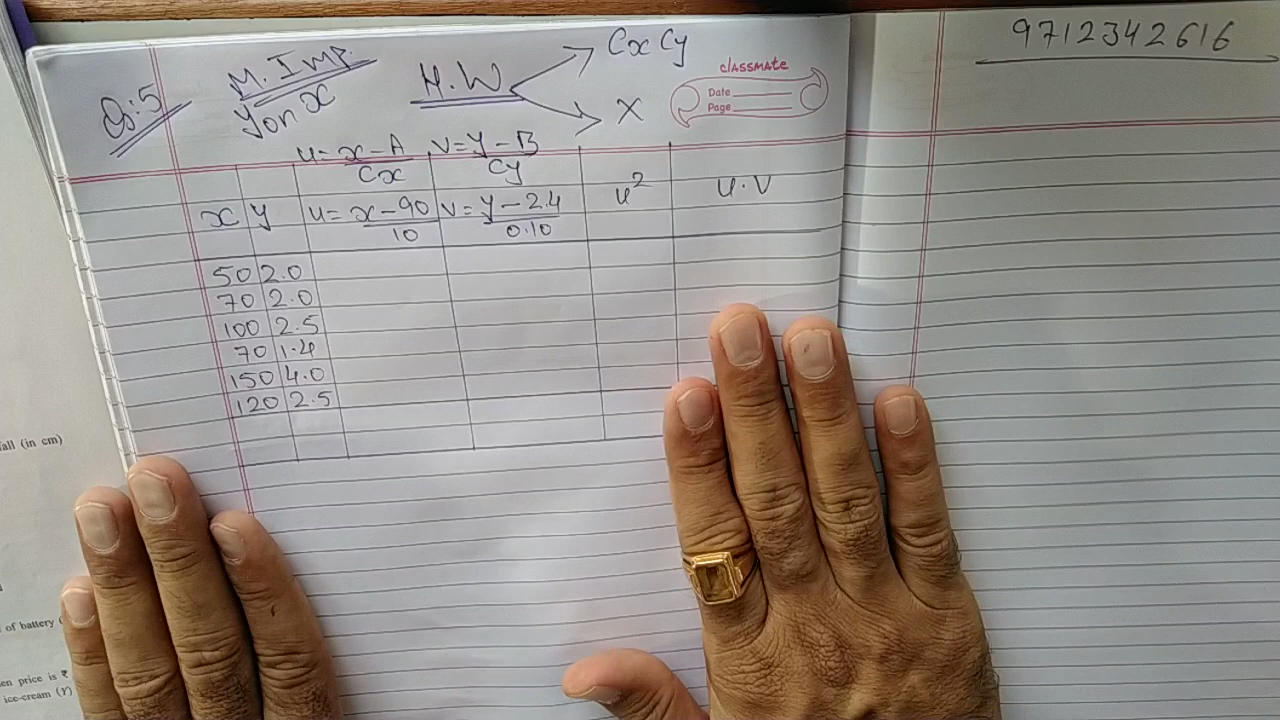 9712342616
Q:5
M. Imp.
y on x
H.W
Cx Cy
X
classmate
Date
Page
u = x - A / Cx
v = y - B / Cy
x y u = x - 90 / 10 v = y - 2.4 / 0.10 u² u·v
50 2.0
70 2.0
100 2.5
70 1.4
150 4.0
120 2.5
fall (in cm)
of battery
en price is ₹
ice-cream (Y)